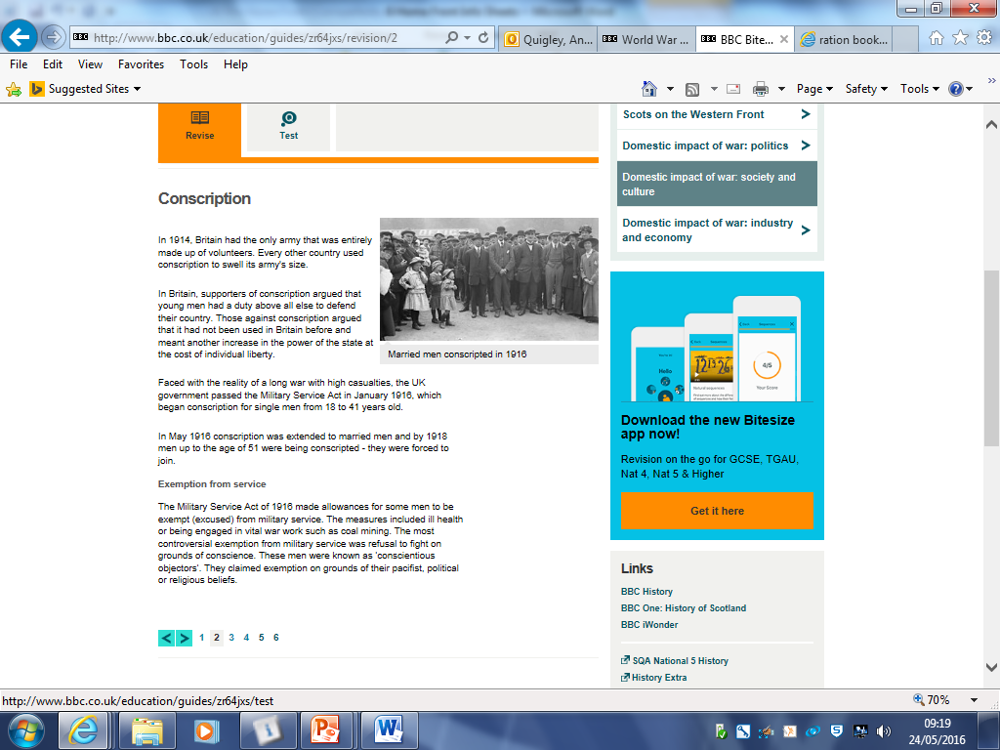 http://www.bbc.co.uk/education/guides/zr64jxs/revision/2
Quigley, An...
BBC World War ...
BBC BBC Bite...
ration book...
File Edit View Favorites Tools Help
Suggested Sites
Page Safety Tools
Revise
Test
Scots on the Western Front
Domestic impact of war: politics
Domestic impact of war: society and
culture
Domestic impact of war: industry
and economy
Conscription
In 1914, Britain had the only army that was entirely
made up of volunteers. Every other country used
conscription to swell its army's size.
In Britain, supporters of conscription argued that
young men had a duty above all else to defend
their country. Those against conscription argued
that it had not been used in Britain before and
meant another increase in the power of the state at
the cost of individual liberty.
Married men conscripted in 1916
Faced with the reality of a long war with high casualties, the UK
government passed the Military Service Act in January 1916, which
began conscription for single men from 18 to 41 years old.
In May 1916 conscription was extended to married men and by 1918
men up to the age of 51 were being conscripted - they were forced to
join.
Exemption from service
The Military Service Act of 1916 made allowances for some men to be
exempt (excused) from military service. The measures included ill health
or being engaged in vital war work such as coal mining. The most
controversial exemption from military service was refusal to fight on
grounds of conscience. These men were known as 'conscientious
objectors'. They claimed exemption on grounds of their pacifist, political
or religious beliefs.
< > 1 2 3 4 5 6
Hello
4/5
Your Score
Download the new Bitesize
app now!
Revision on the go for GCSE, TGAU,
Nat 4, Nat 5 & Higher
Get it here
Links
BBC History
BBC One: History of Scotland
BBC iWonder
SQA National 5 History
History Extra
http://www.bbc.co.uk/education/guides/zr64jxs/test
70%
09:19
24/05/2016